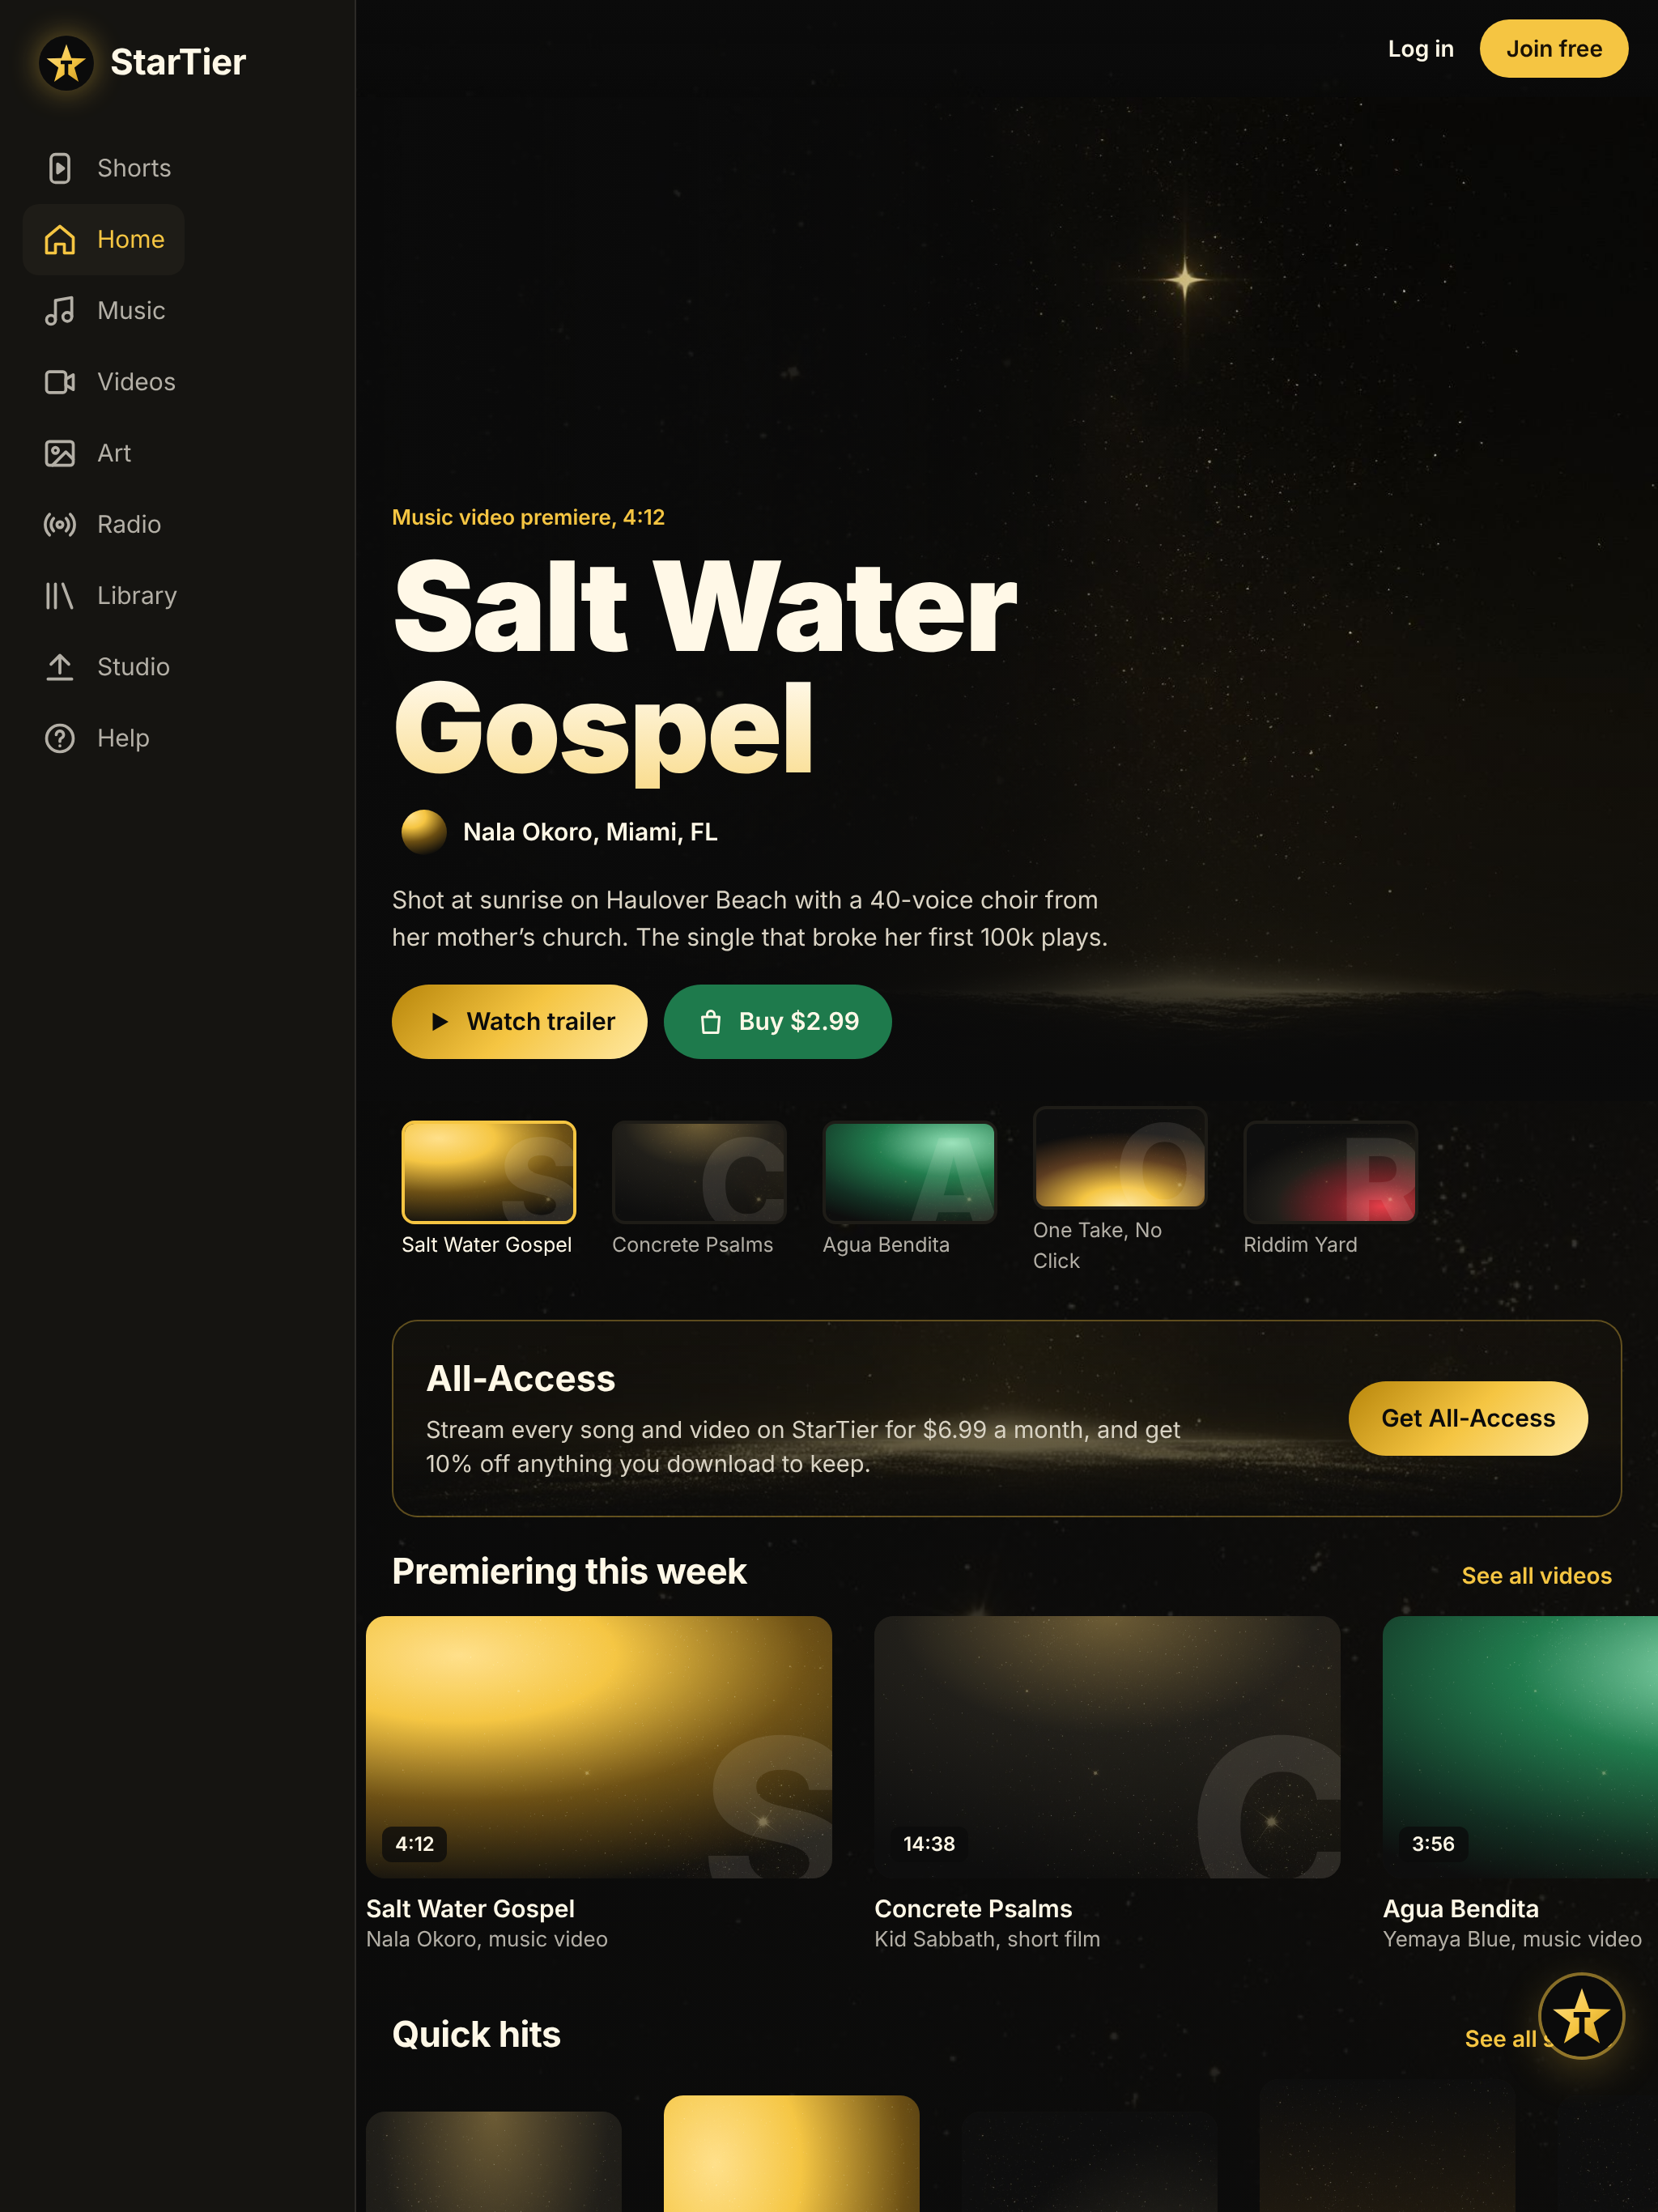 StarTier
Log in
Join free
Shorts
Home
Music
Videos
Art
Radio
Library
Studio
Help
Music video premiere, 4:12
Salt Water
Gospel
Nala Okoro, Miami, FL
Shot at sunrise on Haulover Beach with a 40-voice choir from
her mother’s church. The single that broke her first 100k plays.
Watch trailer
Buy $2.99
S
C
A
O
R
Salt Water Gospel
Concrete Psalms
Agua Bendita
One Take, No
Click
Riddim Yard
All-Access
Stream every song and video on StarTier for $6.99 a month, and get
10% off anything you download to keep.
Get All-Access
Premiering this week
See all videos
S
C
4:12
14:38
3:56
Salt Water Gospel
Nala Okoro, music video
Concrete Psalms
Kid Sabbath, short film
Agua Bendita
Yemaya Blue, music video
Quick hits
See all